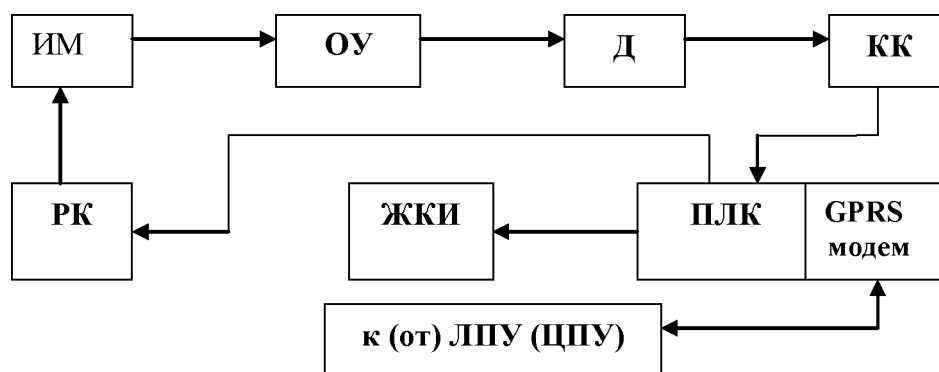 ИМ
ОУ
Д
КК
РК
ЖКИ
ПЛК
GPRS
модем
к (от) ЛПУ (ЦПУ)